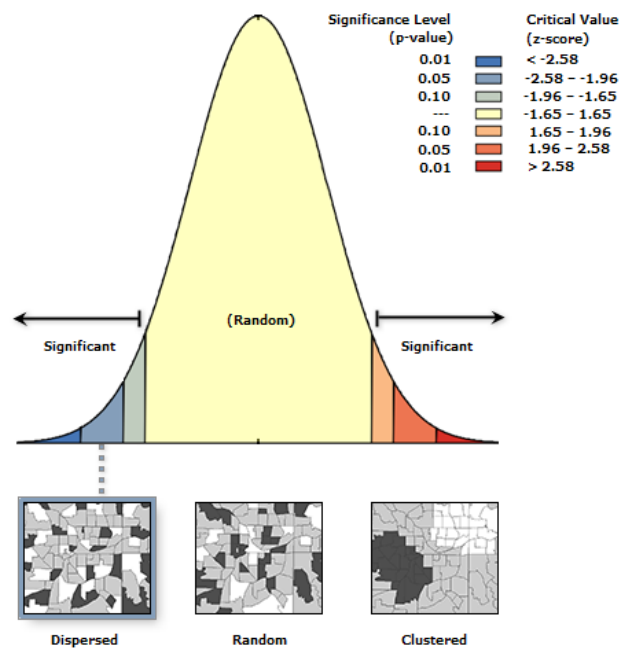 Significance Level Critical Value
(p-value) (z-score)
0.01 < -2.58
0.05 -2.58 – -1.96
0.10 -1.96 – -1.65
--- -1.65 – 1.65
0.10 1.65 – 1.96
0.05 1.96 – 2.58
0.01 > 2.58
(Random)
Significant Significant
Dispersed Random Clustered